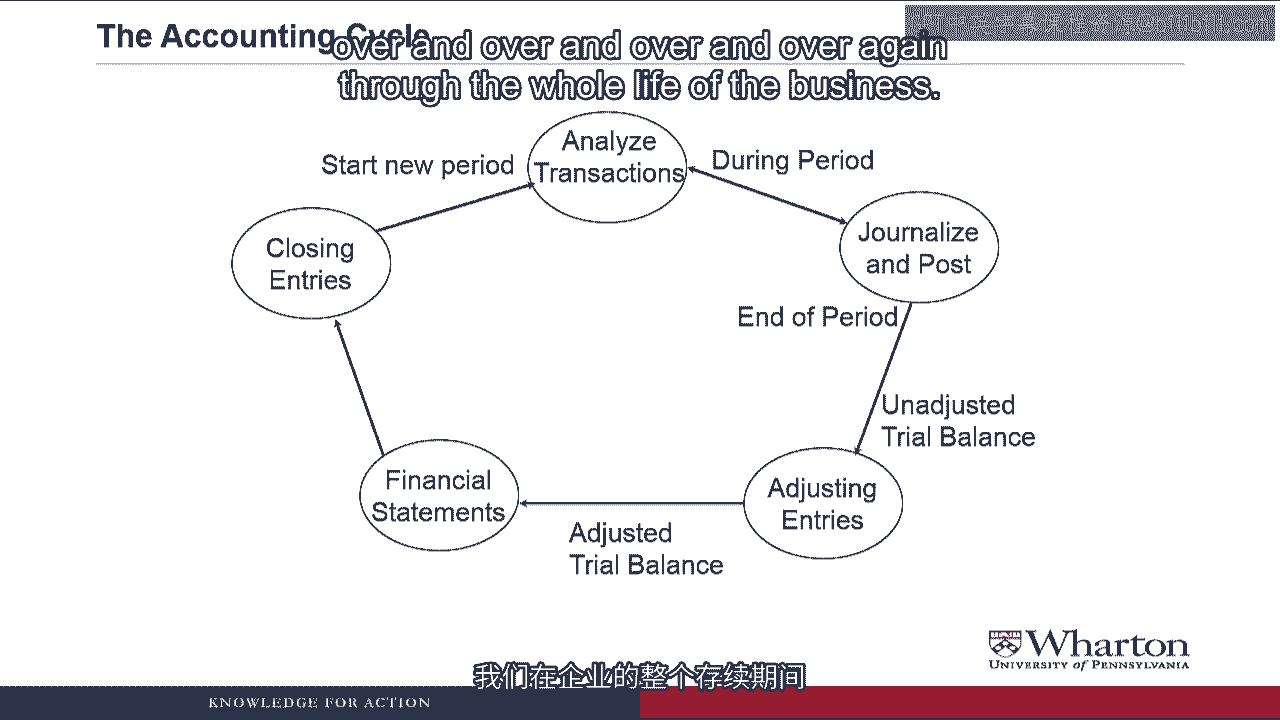 The Accounting Cycle
over and over and over and over again
through the whole life of the business.
Analyze
Transactions
Start new period
During Period
Closing
Entries
Journalize
and Post
End of Period
Unadjusted
Trial Balance
Financial
Statements
Adjusting
Entries
Adjusted
Trial Balance
Wharton
UNIVERSITY of PENNSYLVANIA
我们在企业的整个存续期间
KNOWLEDGE FOR ACTION